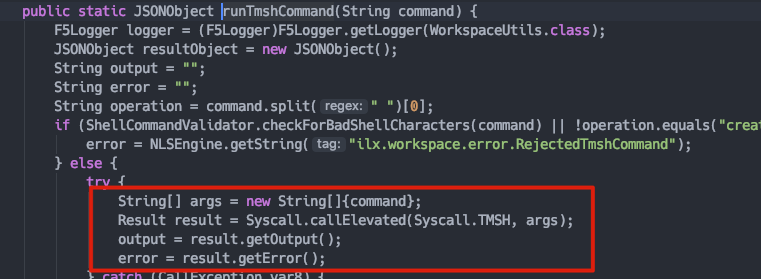 public static JSONObject runTmshCommand(String command) {
F5Logger logger = (F5Logger)F5Logger.getLogger(WorkspaceUtils.class);
JSONObject resultObject = new JSONObject();
String output = "";
String error = "";
String operation = command.split( regex: " ")[0];
if (ShellCommandValidator.checkForBadShellCharacters(command) || !operation.equals("crea
error = NLSEngine.getString( tag: "ilx.workspace.error.RejectedTmshCommand");
} else {
try {
String[] args = new String[]{command};
Result result = Syscall.callElevated(Syscall.TMSH, args);
output = result.getOutput();
error = result.getError();
} catch (CallException var8) {